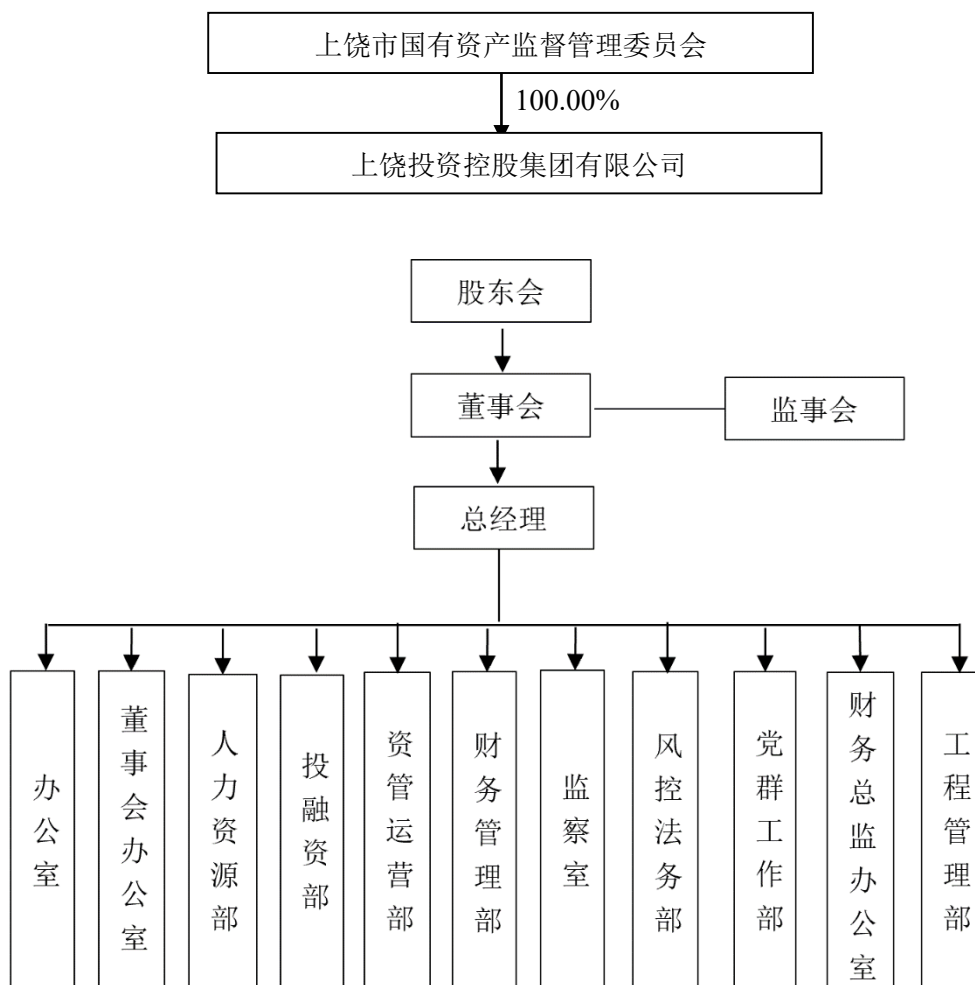 上饶市国有资产监督管理委员会
100.00%
上饶投资控股集团有限公司
股东会
董事会
监事会
总经理
办公室
董事会办公室
人力资源部
投融资部
资管运营部
财务管理部
监察室
风控法务部
党群工作部
财务总监办公室
工程管理部